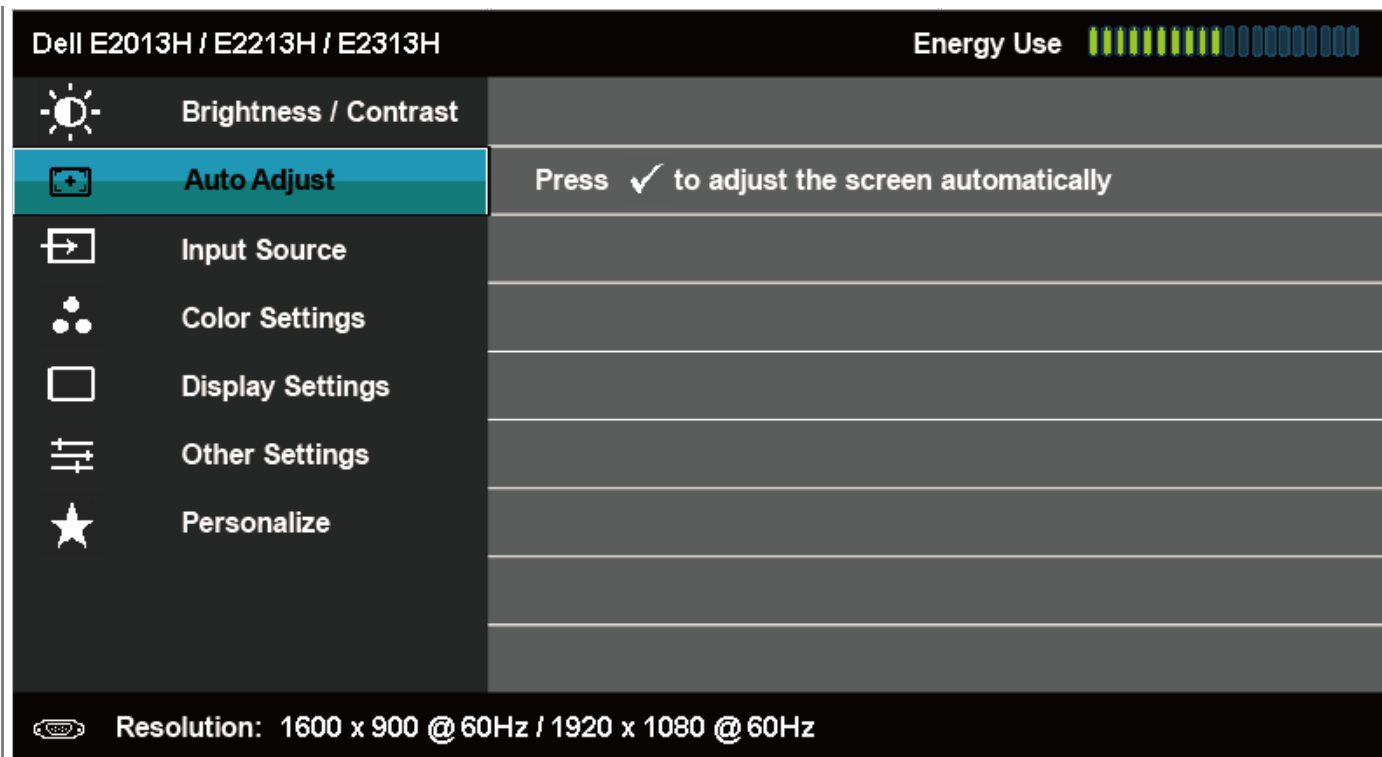 Dell E2013H / E2213H / E2313H Energy Use
Brightness / Contrast
Auto Adjust Press ✓ to adjust the screen automatically
Input Source
Color Settings
Display Settings
Other Settings
Personalize
Resolution: 1600 x 900 @ 60Hz / 1920 x 1080 @ 60Hz